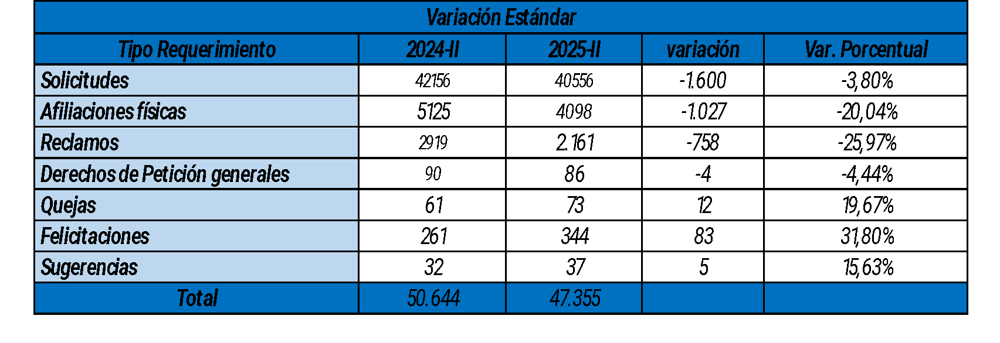 Variación Estándar
Tipo Requerimiento 2024-II 2025-II variación Var. Porcentual
Solicitudes 42156 40556 -1.600 -3,80%
Afiliaciones físicas 5125 4098 -1.027 -20,04%
Reclamos 2919 2.161 -758 -25,97%
Derechos de Petición generales 90 86 -4 -4,44%
Quejas 61 73 12 19,67%
Felicitaciones 261 344 83 31,80%
Sugerencias 32 37 5 15,63%
Total 50.644 47.355